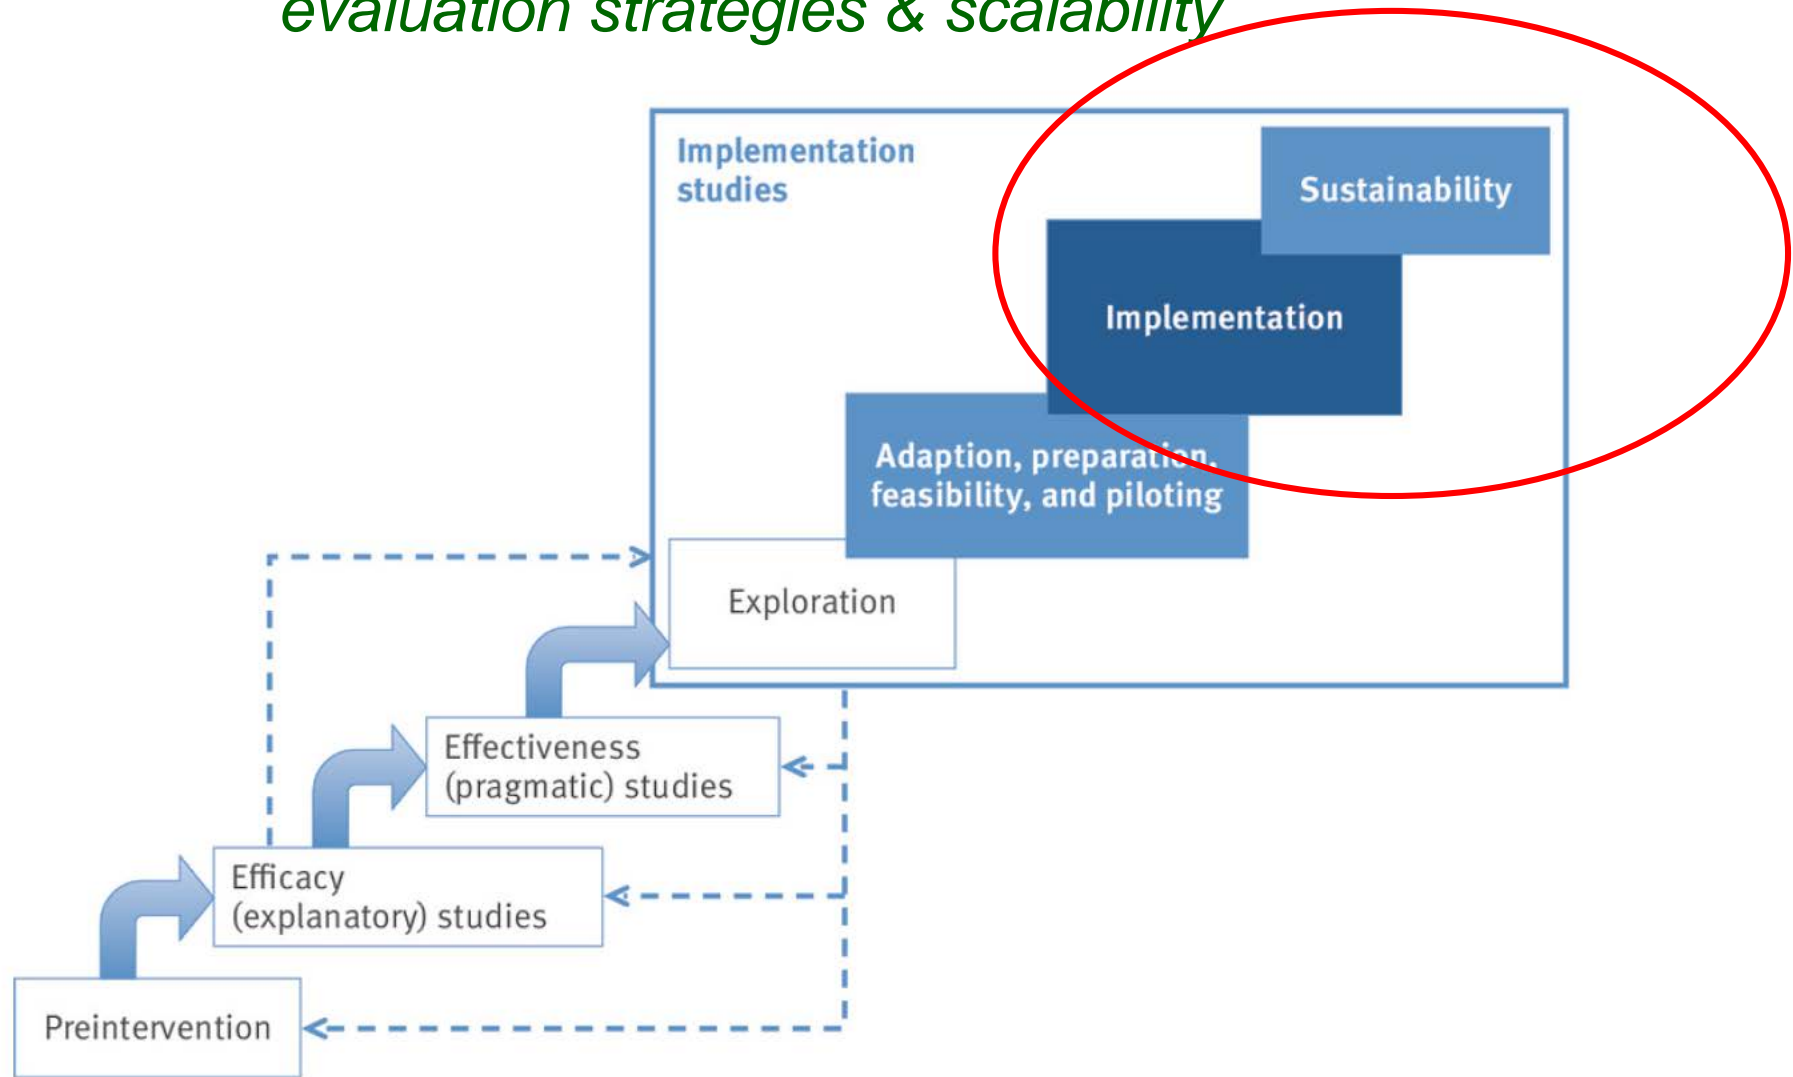 evaluation strategies & scalability
Implementation
studies
Sustainability
Implementation
Adaption, preparation,
feasibility, and piloting
Exploration
Effectiveness
(pragmatic) studies
Efficacy
(explanatory) studies
Preintervention